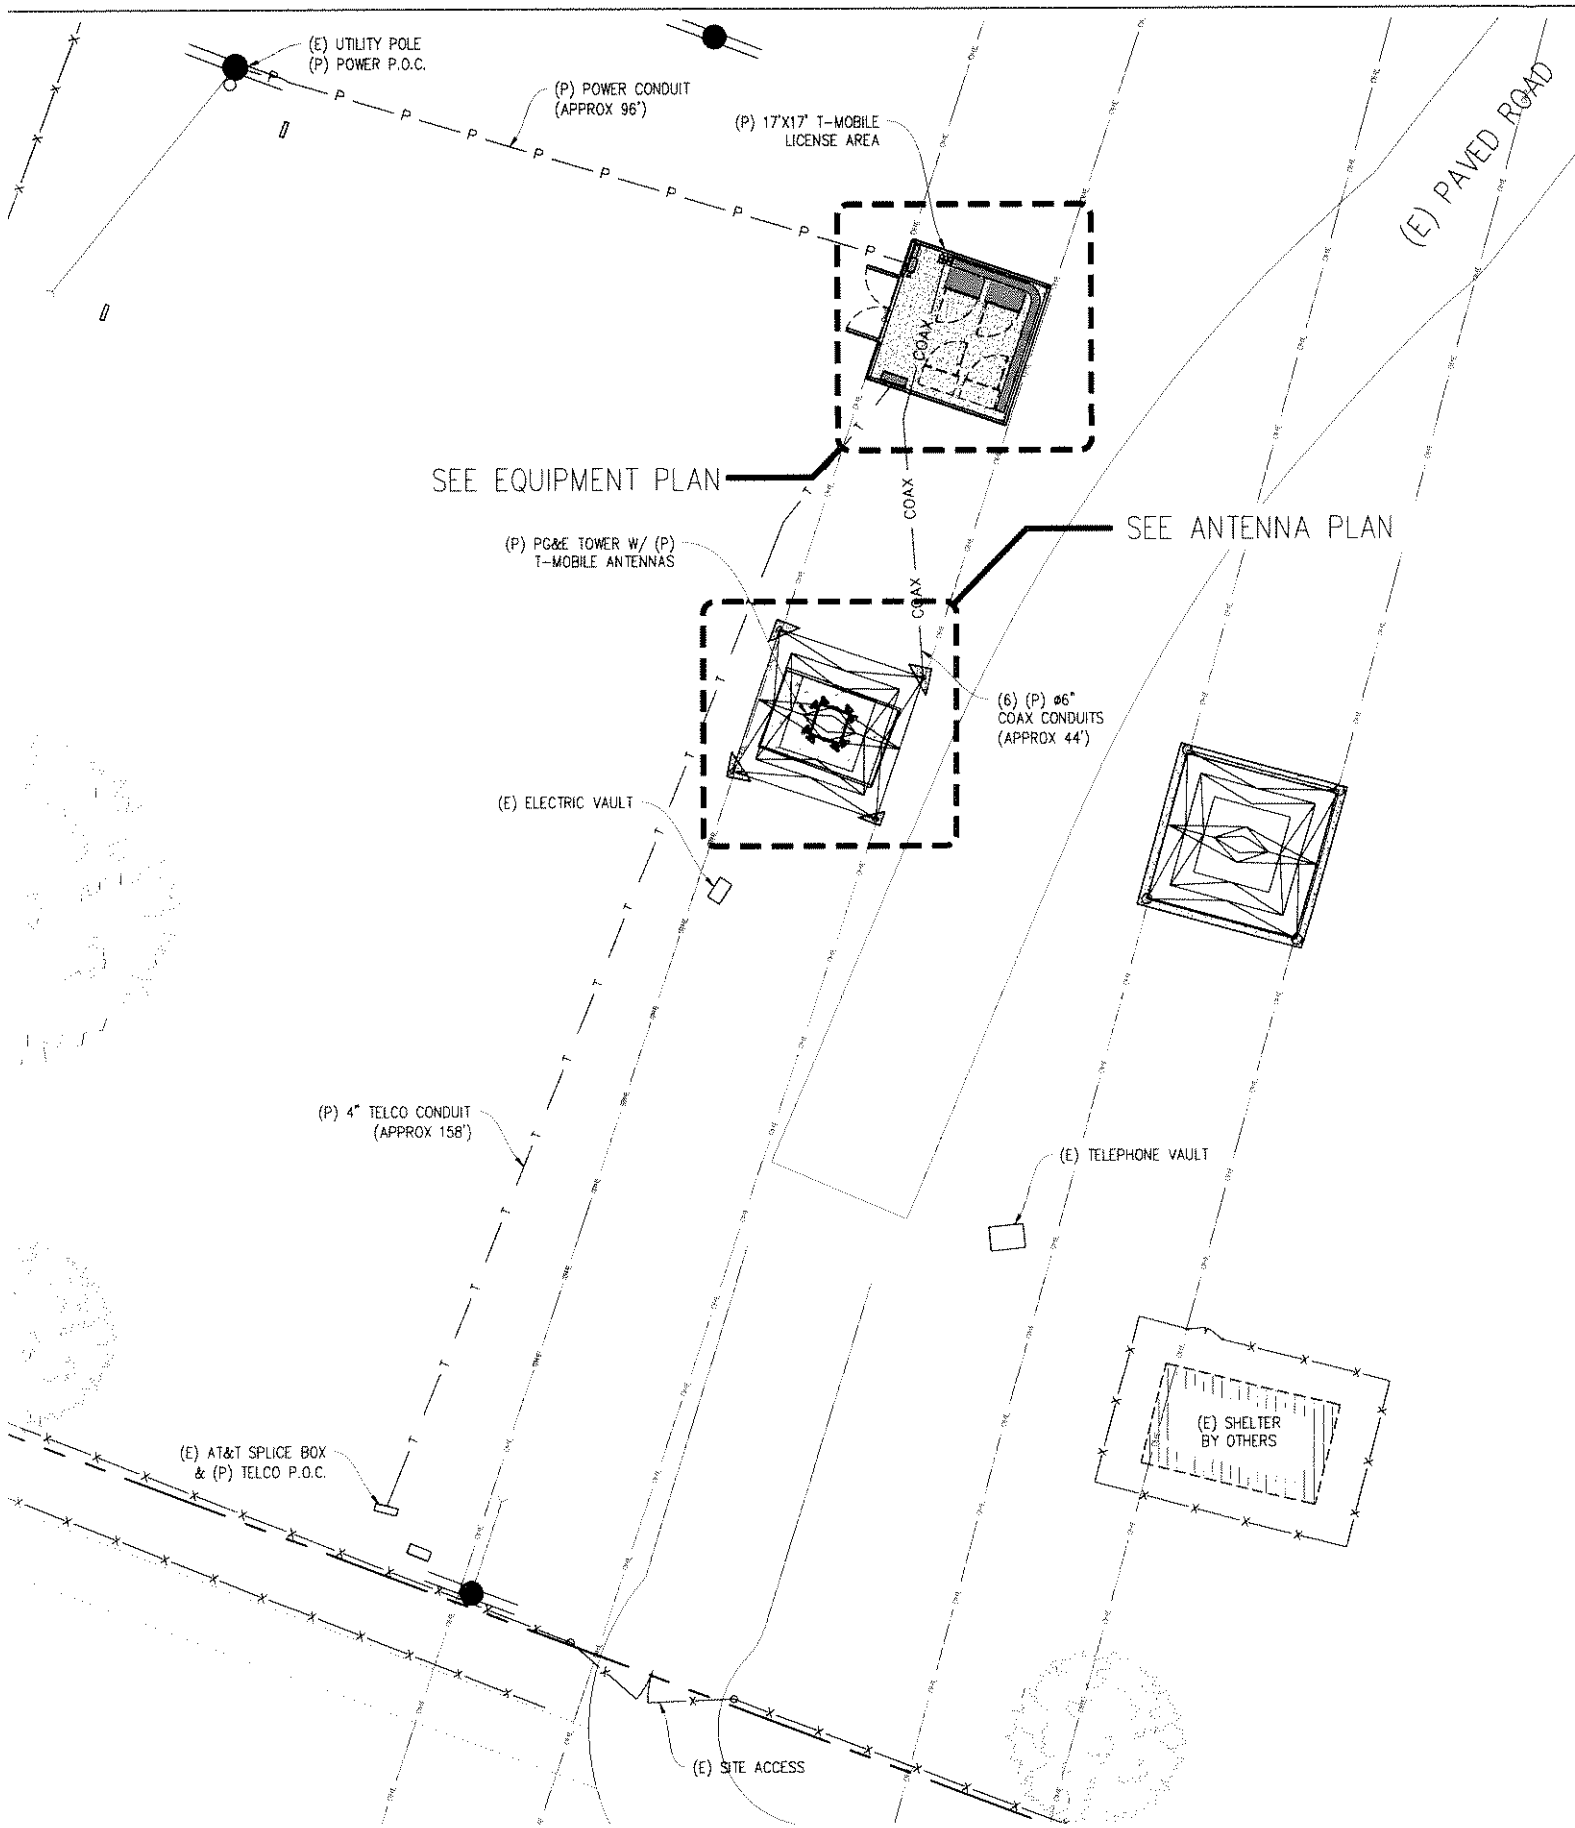 (E) UTILITY POLE
(P) POWER P.O.C.
(P) POWER CONDUIT
(APPROX 96')
(P) 17'X17' T-MOBILE
LICENSE AREA
(E) PAVED ROAD
P
P
P
P
P
P
P
P
P
P
COAX
SEE EQUIPMENT PLAN
T
T
COAX
SEE ANTENNA PLAN
(P) PG&E TOWER W/ (P)
T-MOBILE ANTENNAS
COAX
T
T
T
(6) (P) ø6"
COAX CONDUITS
(APPROX 44')
(E) ELECTRIC VAULT
T
T
T
T
(P) 4" TELCO CONDUIT
(APPROX 158')
T
(E) TELEPHONE VAULT
T
T
T
(E) SHELTER
BY OTHERS
T
(E) AT&T SPLICE BOX
& (P) TELCO P.O.C.
(E) SITE ACCESS